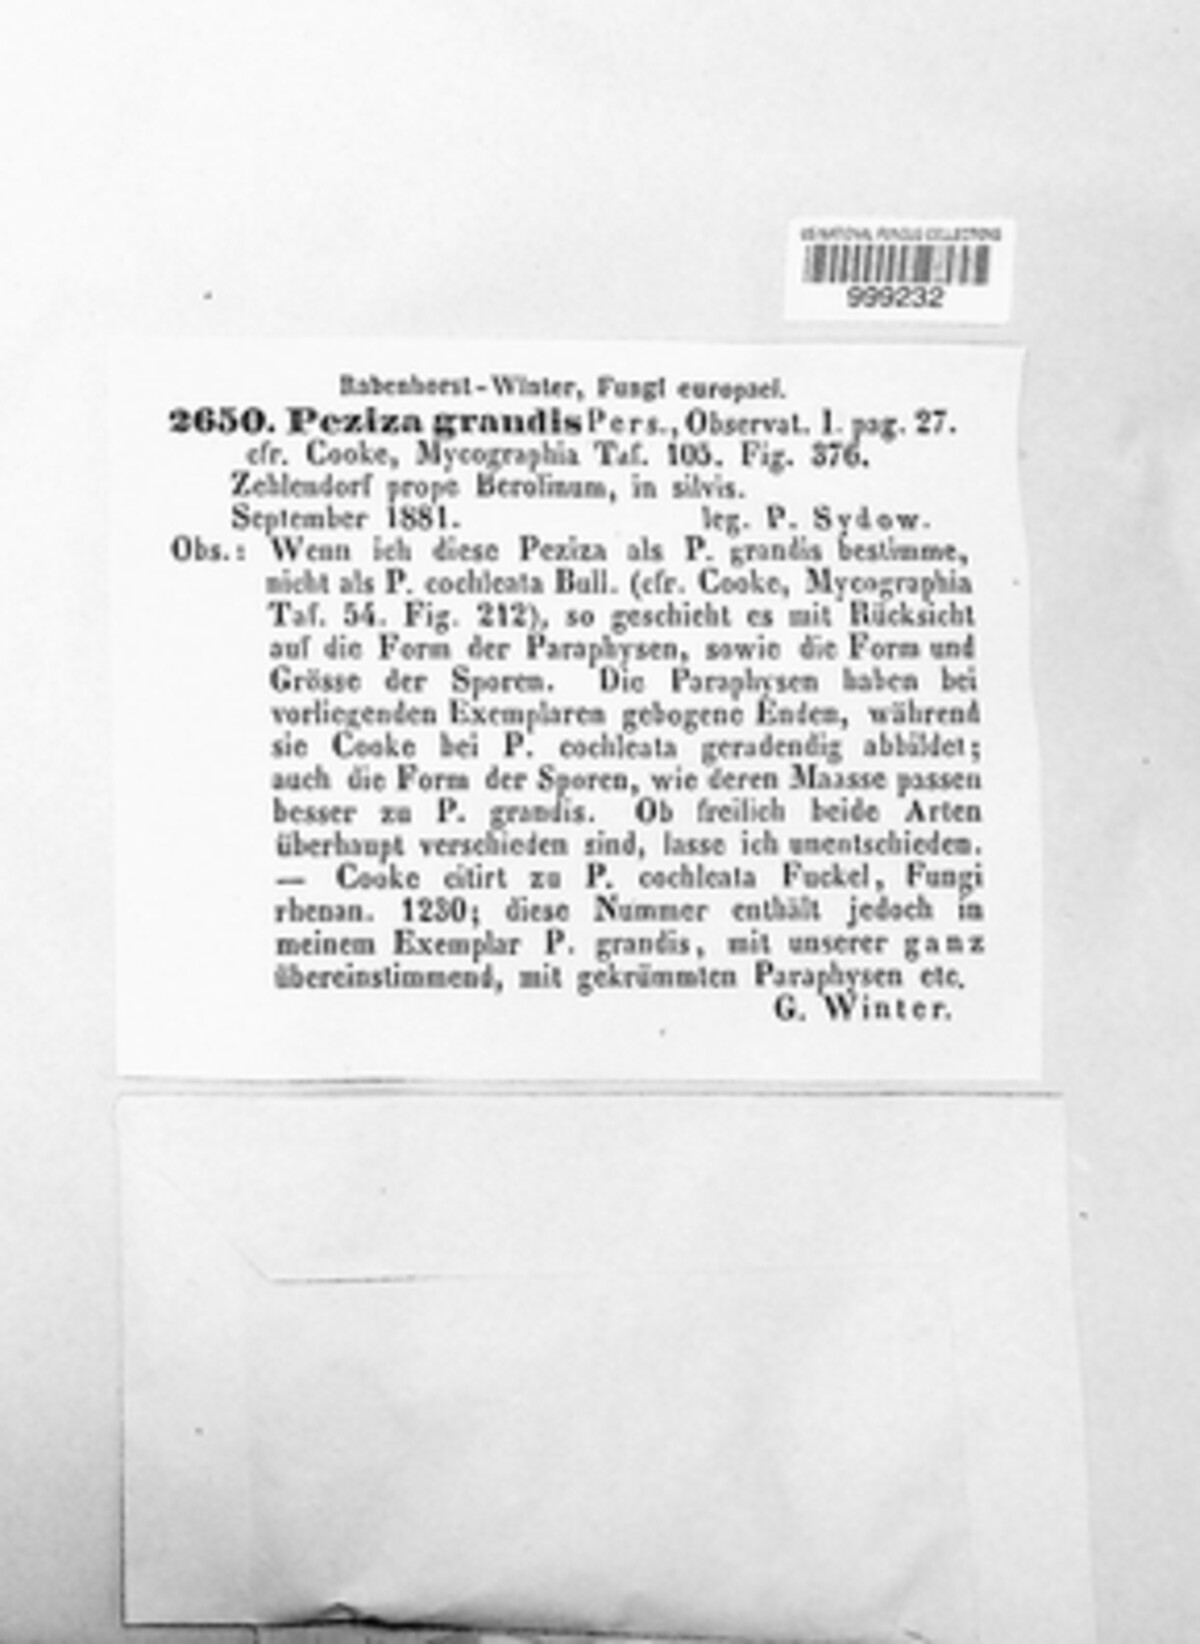 US NATIONAL FUNGUS COLLECTIONS
999232
Rabenhorst-Winter, Fungi europaei.
2650. Peziza grandis Pers., Observat. I. pag. 27.
cfr. Cooke, Mycographia Taf. 105. Fig. 376.
Zehlendorf prope Berolinum, in silvis.
September 1881. leg. P. Sydow.
Obs.: Wenn ich diese Peziza als P. grandis bestimme,
nicht als P. cochleata Bull. (cfr. Cooke, Mycographia
Taf. 54. Fig. 212), so geschieht es mit Rücksicht
auf die Form der Paraphysen, sowie die Form und
Grösse der Sporen. Die Paraphysen haben bei
vorliegenden Exemplaren gebogene Enden, während
sie Cooke bei P. cochleata geradendig abbildet;
auch die Form der Sporen, wie deren Maasse passen
besser zu P. grandis. Ob freilich beide Arten
überhaupt verschieden sind, lasse ich unentschieden.
— Cooke citirt zu P. cochleata Fuckel, Fungi
rhenan. 1230; diese Nummer enthält jedoch in
meinem Exemplar P. grandis, mit unserer ganz
übereinstimmend, mit gekrümmten Paraphysen etc.
G. Winter.